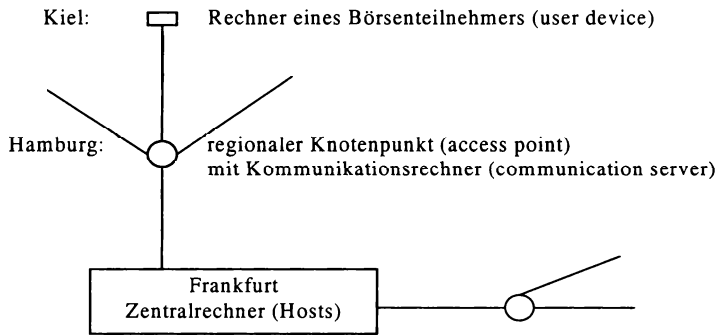 Kiel: Rechner eines Börsenteilnehmers (user device)
Hamburg: regionaler Knotenpunkt (access point)
mit Kommunikationsrechner (communication server)
Frankfurt
Zentralrechner (Hosts)